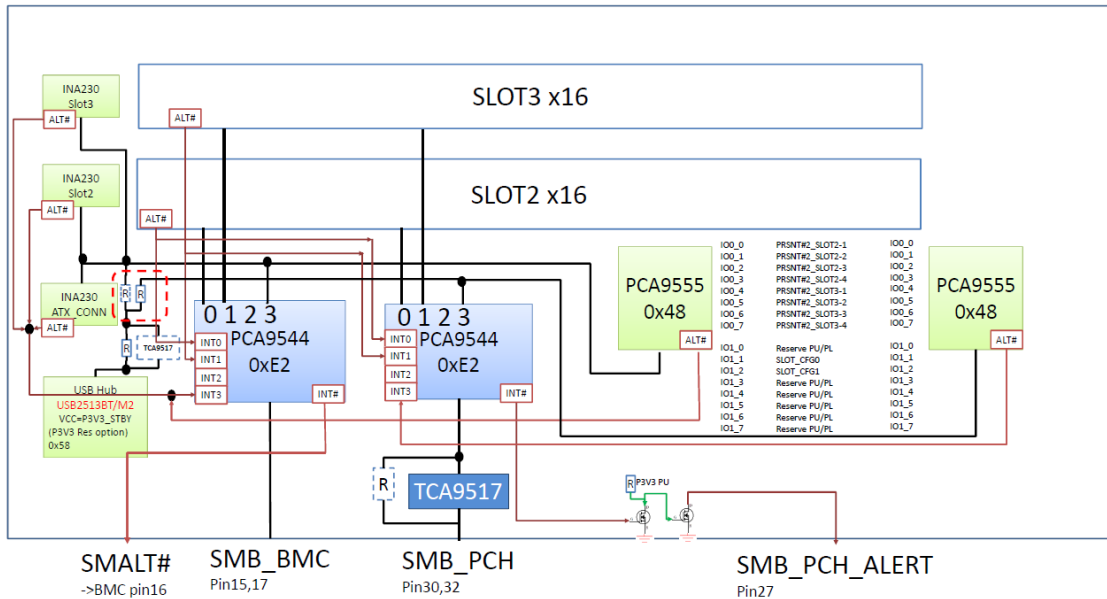 SLOT3 x16
INA230
Slot3
ALT#
ALT#
SLOT2 x16
INA230
Slot2
ALT#
ALT#
INA230
ATX_CONN
ALT#
R
R
R
TCA9517
USB Hub
USB2513BT/M2
VCC=P3V3_STBY
(P3V3 Res option)
0x58
0 1 2 3
PCA9544
0xE2
INT0
INT1
INT2
INT3
INT#
0 1 2 3
PCA9544
0xE2
INT0
INT1
INT2
INT3
INT#
PCA9555
0x48
ALT#
IO0_0 PRSNT#2_SLOT2-1 IO0_0
IO0_1 PRSNT#2_SLOT2-2 IO0_1
IO0_2 PRSNT#2_SLOT2-3 IO0_2
IO0_3 PRSNT#2_SLOT2-4 IO0_3
IO0_4 PRSNT#2_SLOT3-1 IO0_4
IO0_5 PRSNT#2_SLOT3-2 IO0_5
IO0_6 PRSNT#2_SLOT3-3 IO0_6
IO0_7 PRSNT#2_SLOT3-4 IO0_7
IO1_0 Reserve PU/PL IO1_0
IO1_1 SLOT_CFG0 IO1_1
IO1_2 SLOT_CFG1 IO1_2
IO1_3 Reserve PU/PL IO1_3
IO1_4 Reserve PU/PL IO1_4
IO1_5 Reserve PU/PL IO1_5
IO1_6 Reserve PU/PL IO1_6
IO1_7 Reserve PU/PL IO1_7
PCA9555
0x48
ALT#
R
TCA9517
R P3V3 PU
SMALT#
->BMC pin16
SMB_BMC
Pin15,17
SMB_PCH
Pin30,32
SMB_PCH_ALERT
Pin27